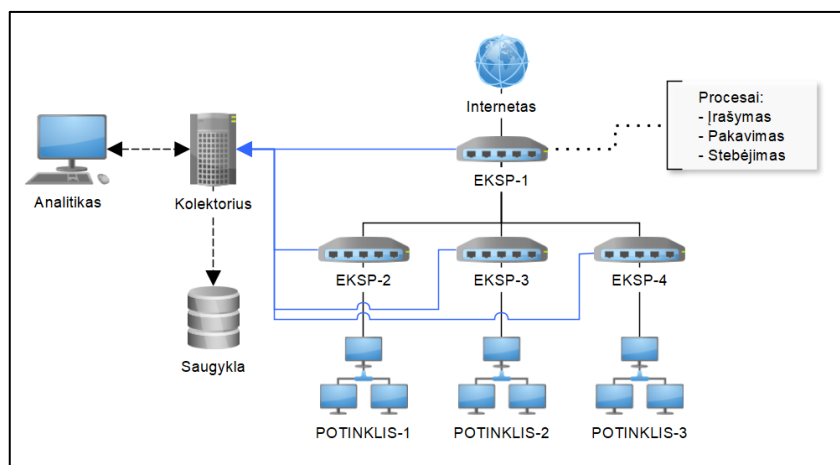 Internetas
Procesai:
- Įrašymas
- Pakavimas
- Stebėjimas
EKSP-1
Analitikas
Kolektorius
EKSP-2
EKSP-3
EKSP-4
Saugykla
POTINKLIS-1
POTINKLIS-2
POTINKLIS-3